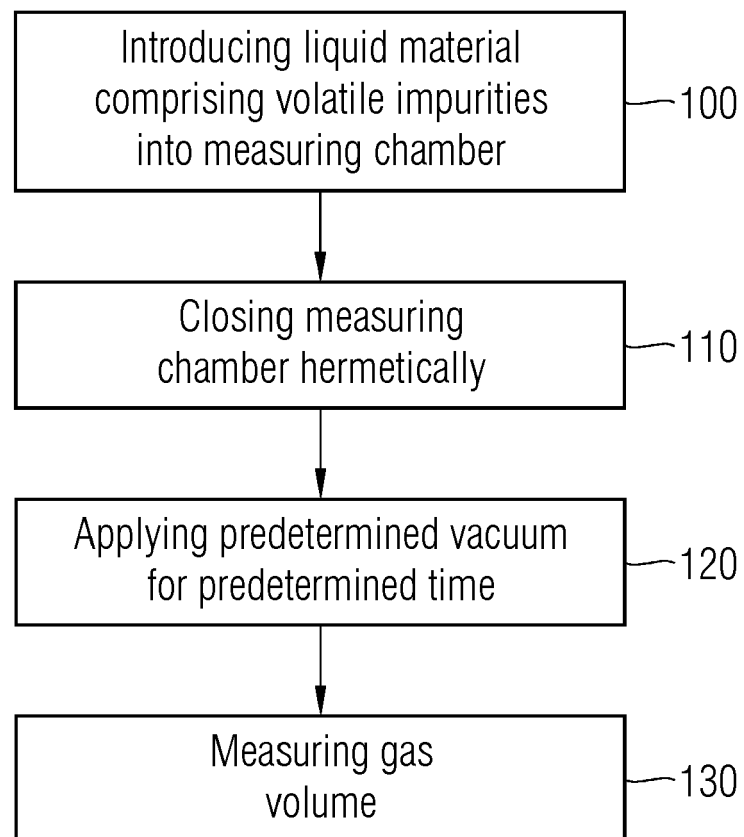 Introducing liquid material
comprising volatile impurities
into measuring chamber
100
Closing measuring
chamber hermetically
110
Applying predetermined vacuum
for predetermined time
120
Measuring gas
volume
130